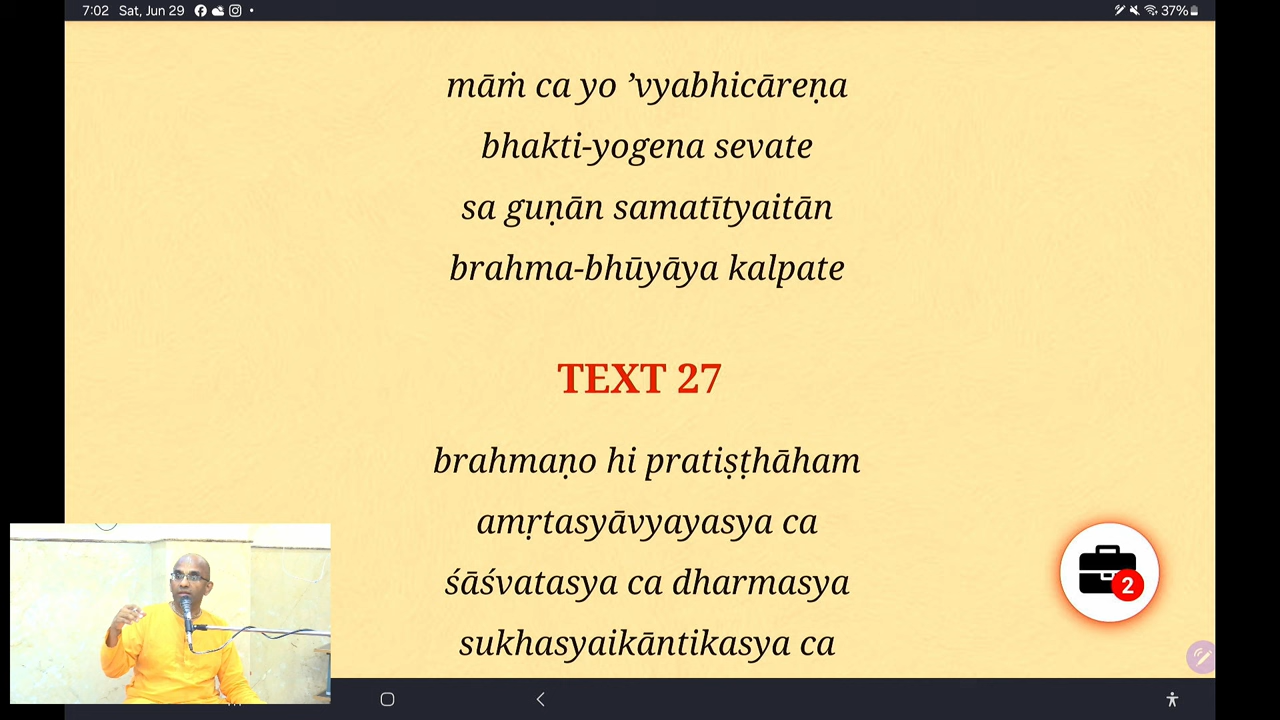 7:02 Sat, Jun 29
37%
māṁ ca yo ’vyabhicāreṇa
bhakti-yogena sevate
sa guṇān samatītyaitān
brahma-bhūyāya kalpate
TEXT 27
brahmaṇo hi pratiṣṭhāham
amṛtasyāvyayasya ca
śāśvatasya ca dharmasya
sukhasyaikāntikasya ca
2